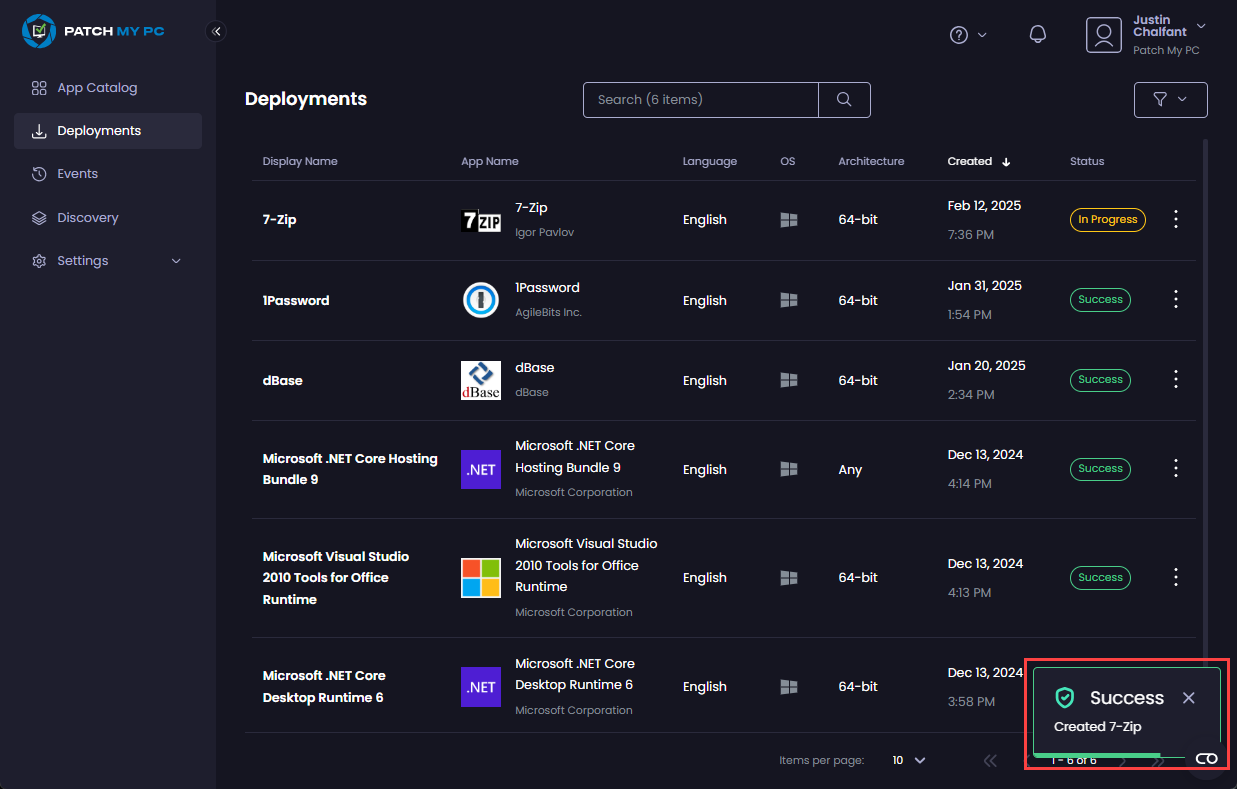 PATCH MY PC
Justin
Chalfant
Patch My PC
App Catalog
Deployments
Events
Discovery
Settings
Deployments
Search (6 items)
Display Name App Name Language OS Architecture Created Status
7-Zip
7 ZIP
7-Zip
Igor Pavlov
English
64-bit
Feb 12, 2025
7:36 PM
In Progress
1Password
1Password
AgileBits Inc.
English
64-bit
Jan 31, 2025
1:54 PM
Success
dBase
dBase
dBase
dBase
English
64-bit
Jan 20, 2025
2:34 PM
Success
Microsoft .NET Core Hosting
Bundle 9
.NET
Microsoft .NET Core
Hosting Bundle 9
Microsoft Corporation
English
Any
Dec 13, 2024
4:14 PM
Success
Microsoft Visual Studio
2010 Tools for Office
Runtime
Microsoft Visual Studio
2010 Tools for Office
Runtime
Microsoft Corporation
English
64-bit
Dec 13, 2024
4:13 PM
Success
Microsoft .NET Core
Desktop Runtime 6
.NET
Microsoft .NET Core
Desktop Runtime 6
Microsoft Corporation
English
64-bit
Dec 13, 2024
3:58 PM
Success
Created 7-Zip
Items per page: 10
1 - 6 of 6